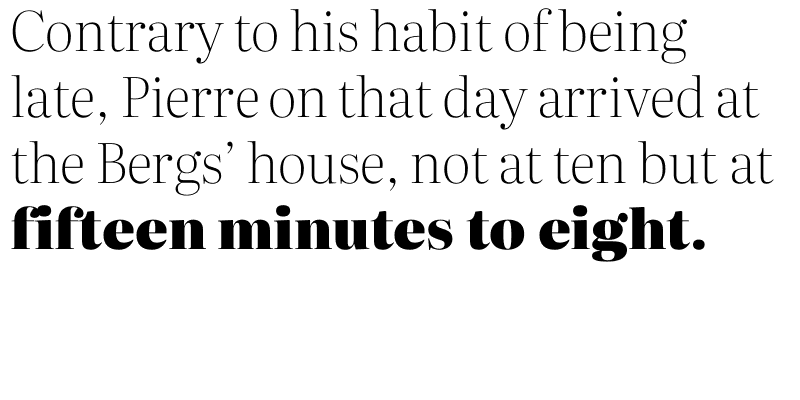 Contrary to his habit of being
late, Pierre on that day arrived at
the Bergs’ house, not at ten but at
fifteen minutes to eight.